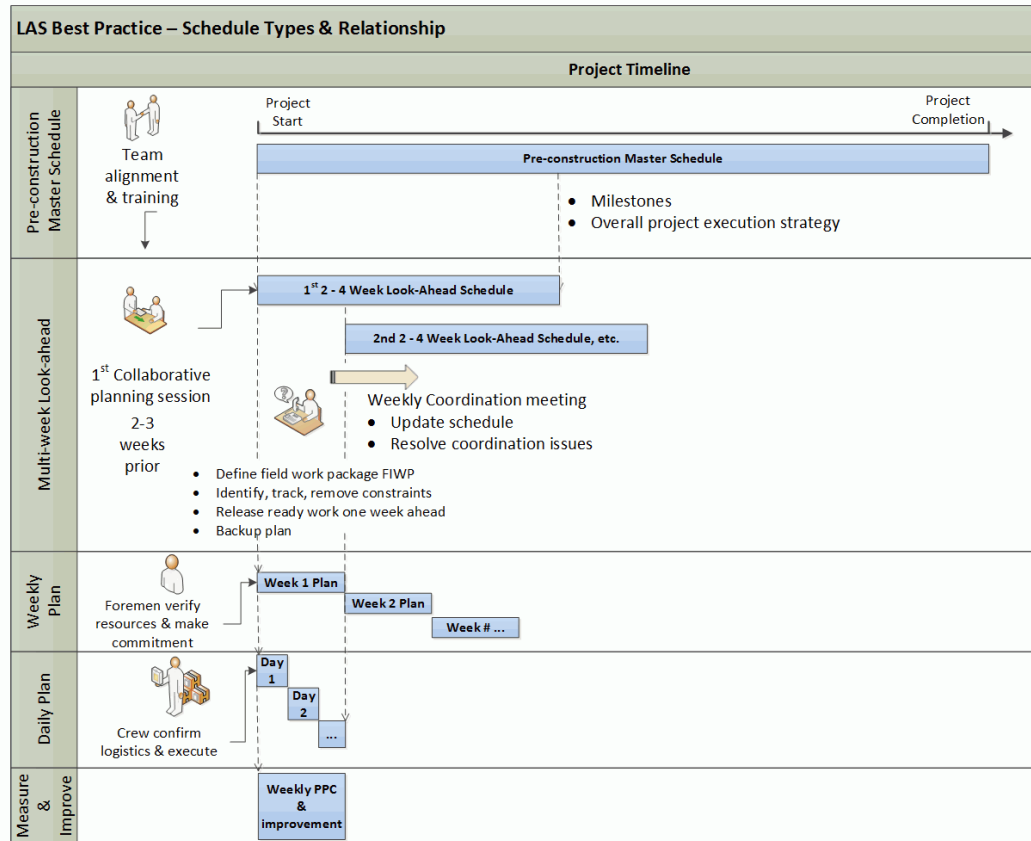 LAS Best Practice – Schedule Types & Relationship
Project Timeline
Pre-construction
Master Schedule
Team
alignment
& training
Project
Start
Project
Completion
Pre-construction Master Schedule
• Milestones
• Overall project execution strategy
Multi-week Look-ahead
1st Collaborative
planning session
2-3
weeks
prior
1st 2 - 4 Week Look-Ahead Schedule
2nd 2 - 4 Week Look-Ahead Schedule, etc.
Weekly Coordination meeting
• Update schedule
• Resolve coordination issues
• Define field work package FIWP
• Identify, track, remove constraints
• Release ready work one week ahead
• Backup plan
Weekly
Plan
Foremen verify
resources & make
commitment
Week 1 Plan
Week 2 Plan
Week # ...
Daily Plan
Crew confirm
logistics & execute
Day
1
Day
2
...
Measure
&
Improve
Weekly PPC
&
improvement